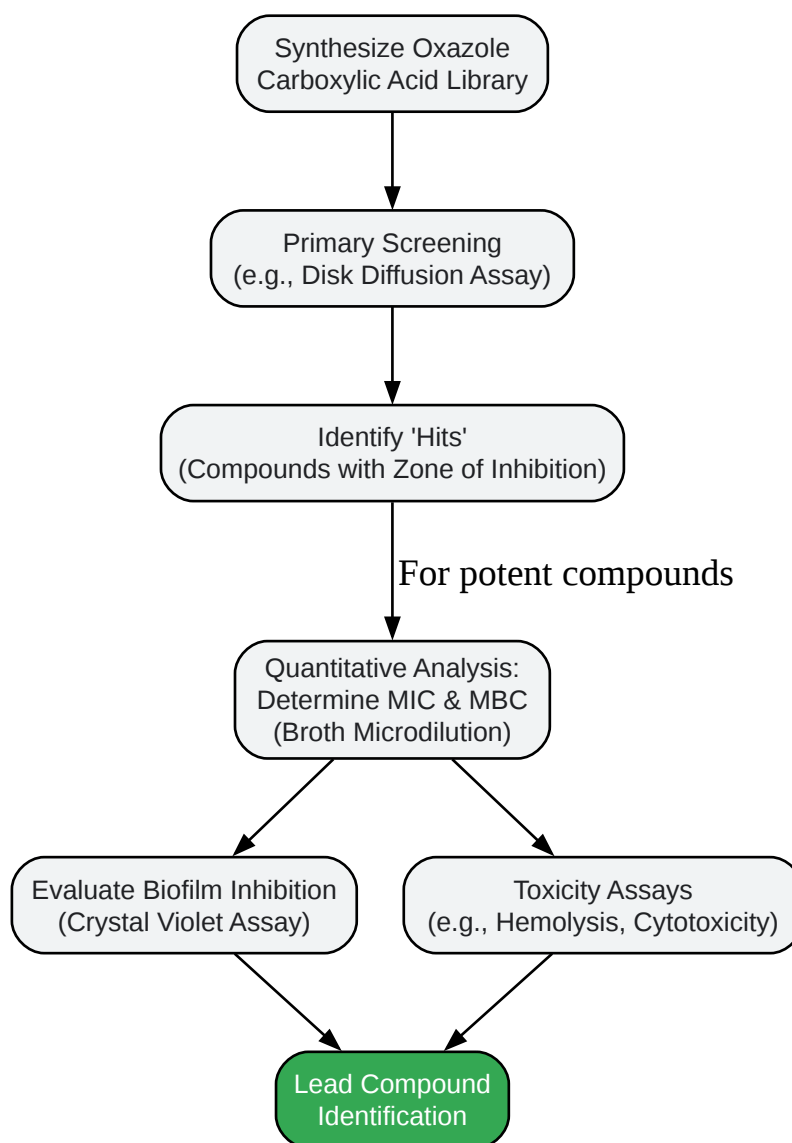 Synthesize Oxazole
Carboxylic Acid Library
Primary Screening
(e.g., Disk Diffusion Assay)
Identify 'Hits'
(Compounds with Zone of Inhibition)
For potent compounds
Quantitative Analysis:
Determine MIC & MBC
(Broth Microdilution)
Evaluate Biofilm Inhibition
(Crystal Violet Assay)
Toxicity Assays
(e.g., Hemolysis, Cytotoxicity)
Lead Compound
Identification